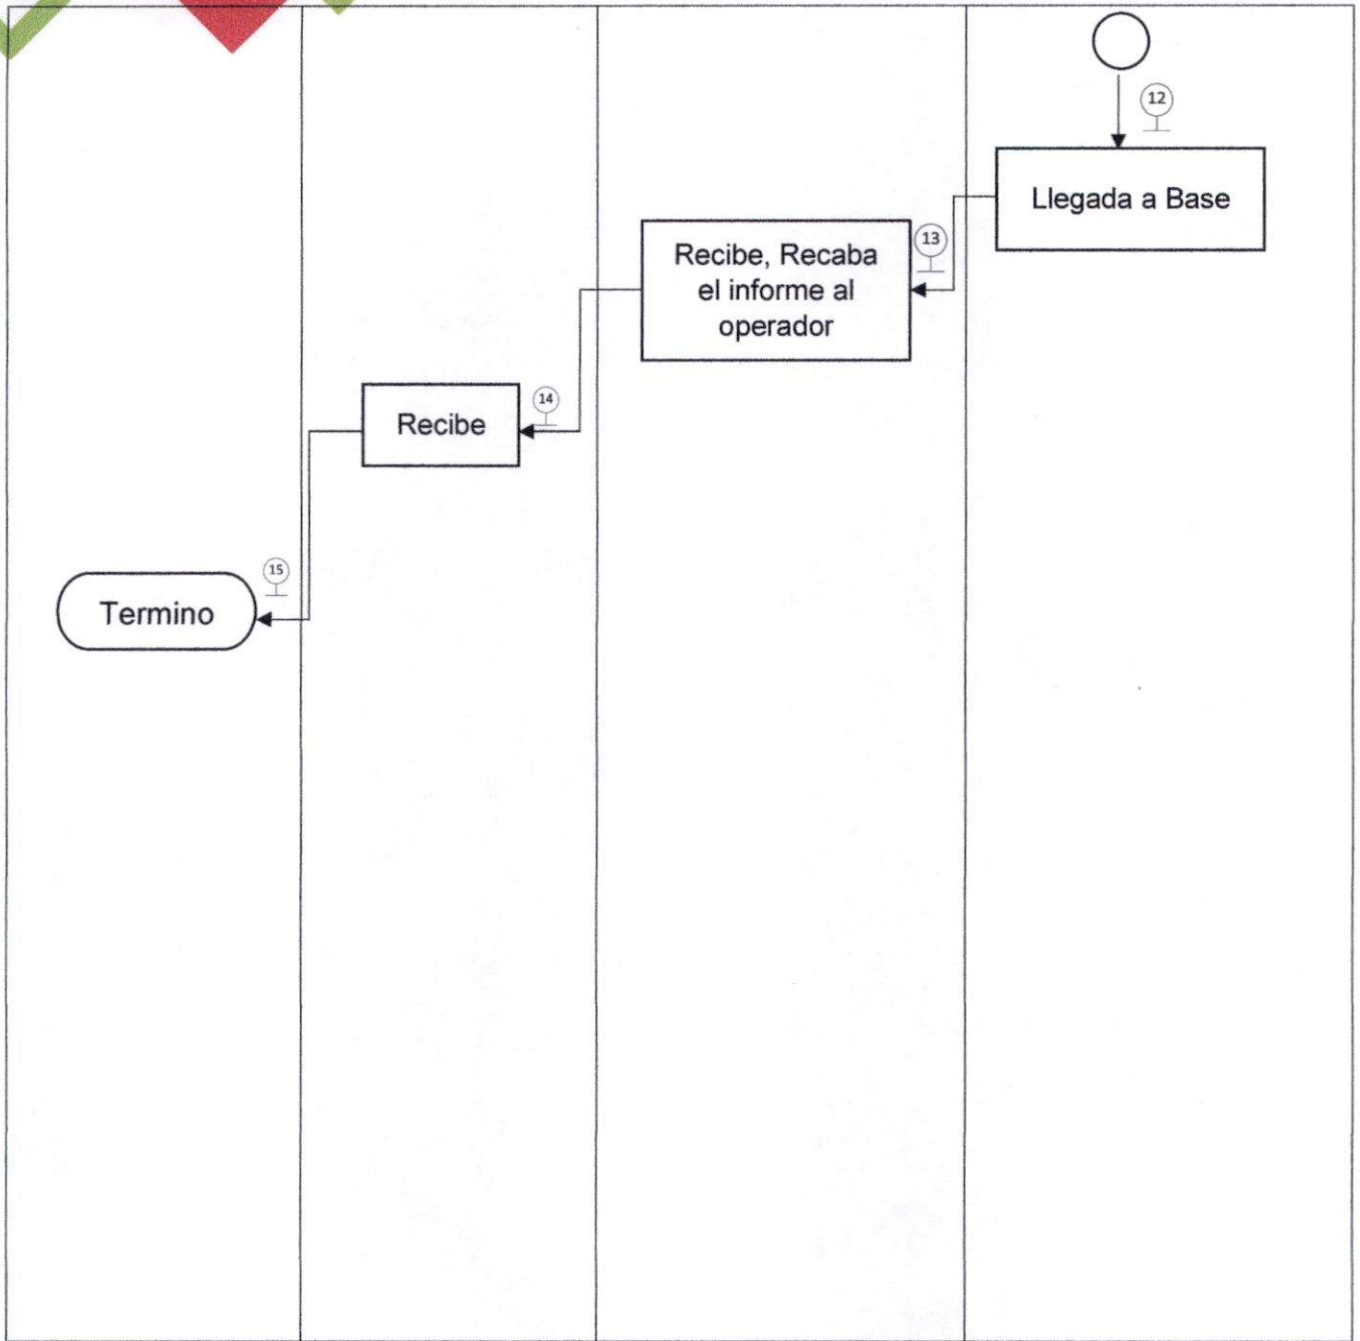 12
Llegada a Base
13
Recibe, Recaba
el informe al
operador
14
Recibe
15
Termino